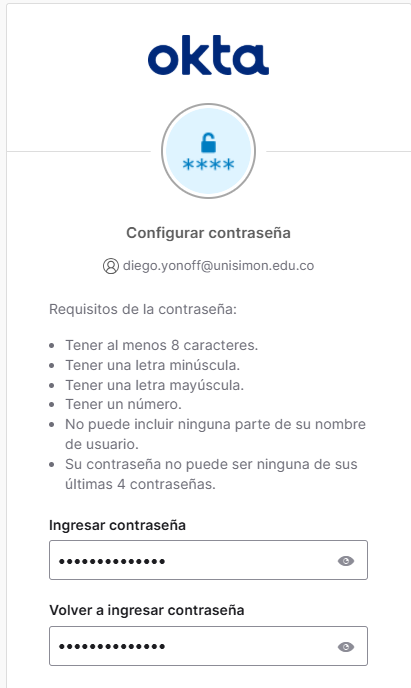 okta
****
Configurar contraseña
diego.yonoff@unisimon.edu.co
Requisitos de la contraseña:
• Tener al menos 8 caracteres.
• Tener una letra minúscula.
• Tener una letra mayúscula.
• Tener un número.
• No puede incluir ninguna parte de su nombre
de usuario.
• Su contraseña no puede ser ninguna de sus
últimas 4 contraseñas.
Ingresar contraseña
••••••••••••••
Volver a ingresar contraseña
••••••••••••••